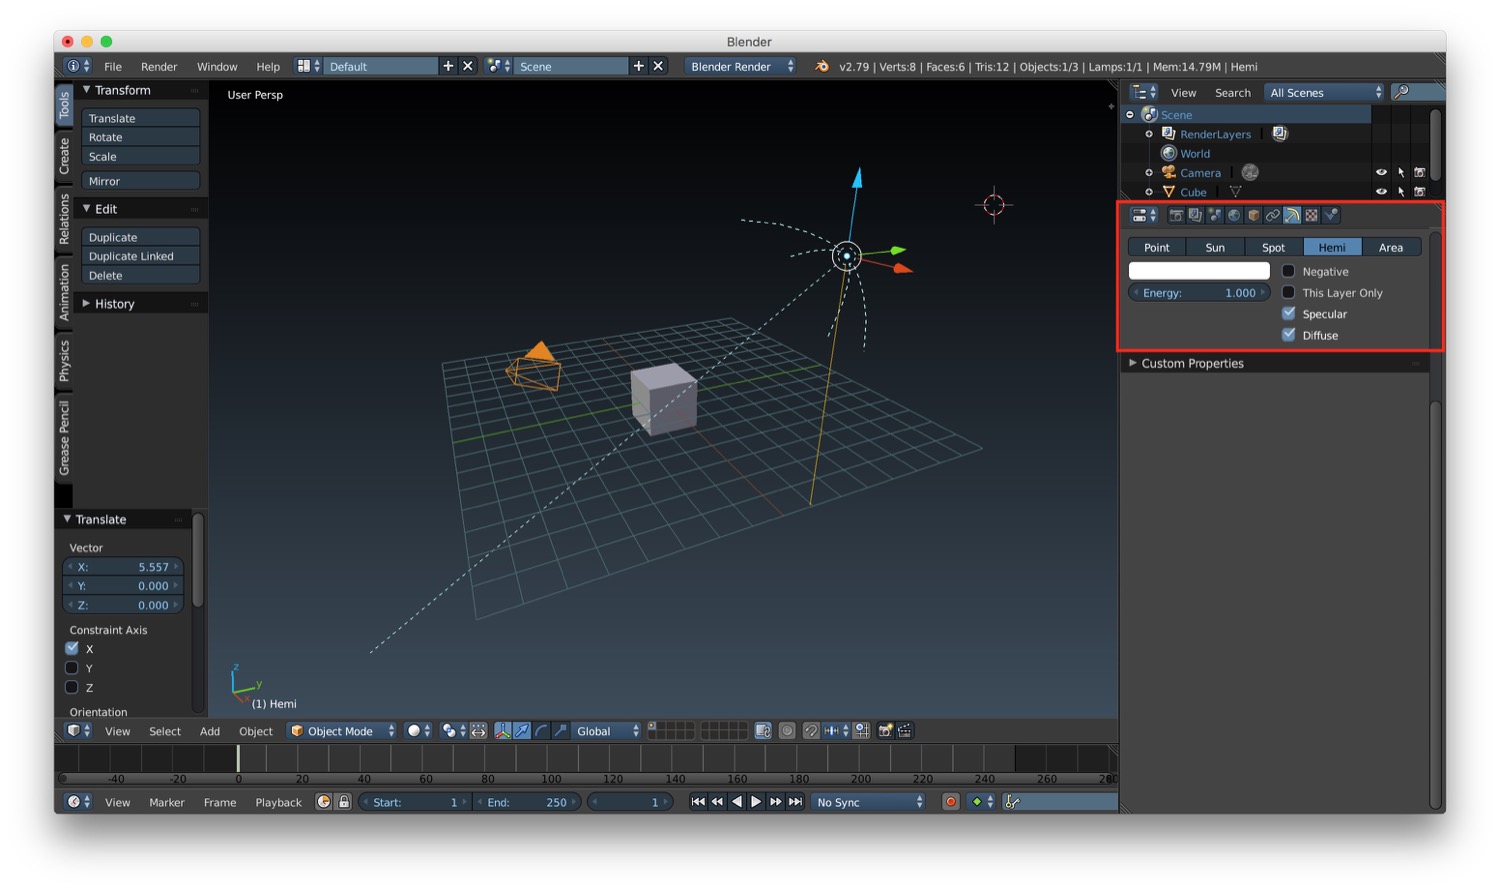 Blender
File Render Window Help Default Scene Blender Render v2.79 | Verts:8 | Faces:6 | Tris:12 | Objects:1/3 | Lamps:1/1 | Mem:14.79M | Hemi
Tools
Create
Relations
Animation
Physics
Grease Pencil
Transform
Translate
Rotate
Scale
Mirror
Edit
Duplicate
Duplicate Linked
Delete
History
Translate
Vector
X: 5.557
Y: 0.000
Z: 0.000
Constraint Axis
X
Y
Z
Orientation
User Persp
z
y
x
(1) Hemi
View Select Add Object Object Mode Global
-40 -20 0 20 40 60 80 100 120 140 160 180 200 220 240 260 280
View Marker Frame Playback Start: 1 End: 250 1 No Sync
View Search All Scenes
Scene
RenderLayers |
World
Camera |
Cube |
Point Sun Spot Hemi Area
Negative
Energy: 1.000 This Layer Only
Specular
Diffuse
Custom Properties